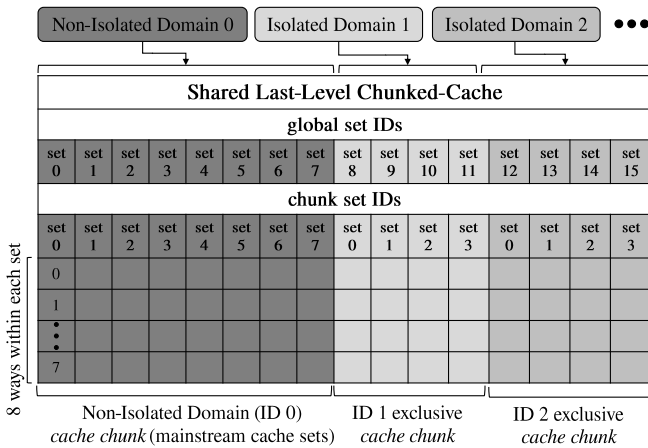 Non-Isolated Domain 0 Isolated Domain 1 Isolated Domain 2 •••
Shared Last-Level Chunked-Cache
global set IDs
set set set set set set set set set set set set set set set set
0 1 2 3 4 5 6 7 8 9 10 11 12 13 14 15
chunk set IDs
set set set set set set set set set set set set set set set set
0 1 2 3 4 5 6 7 0 1 2 3 0 1 2 3
8 ways within each set
0
1
7
Non-Isolated Domain (ID 0)
cache chunk (mainstream cache sets)
ID 1 exclusive
cache chunk
ID 2 exclusive
cache chunk